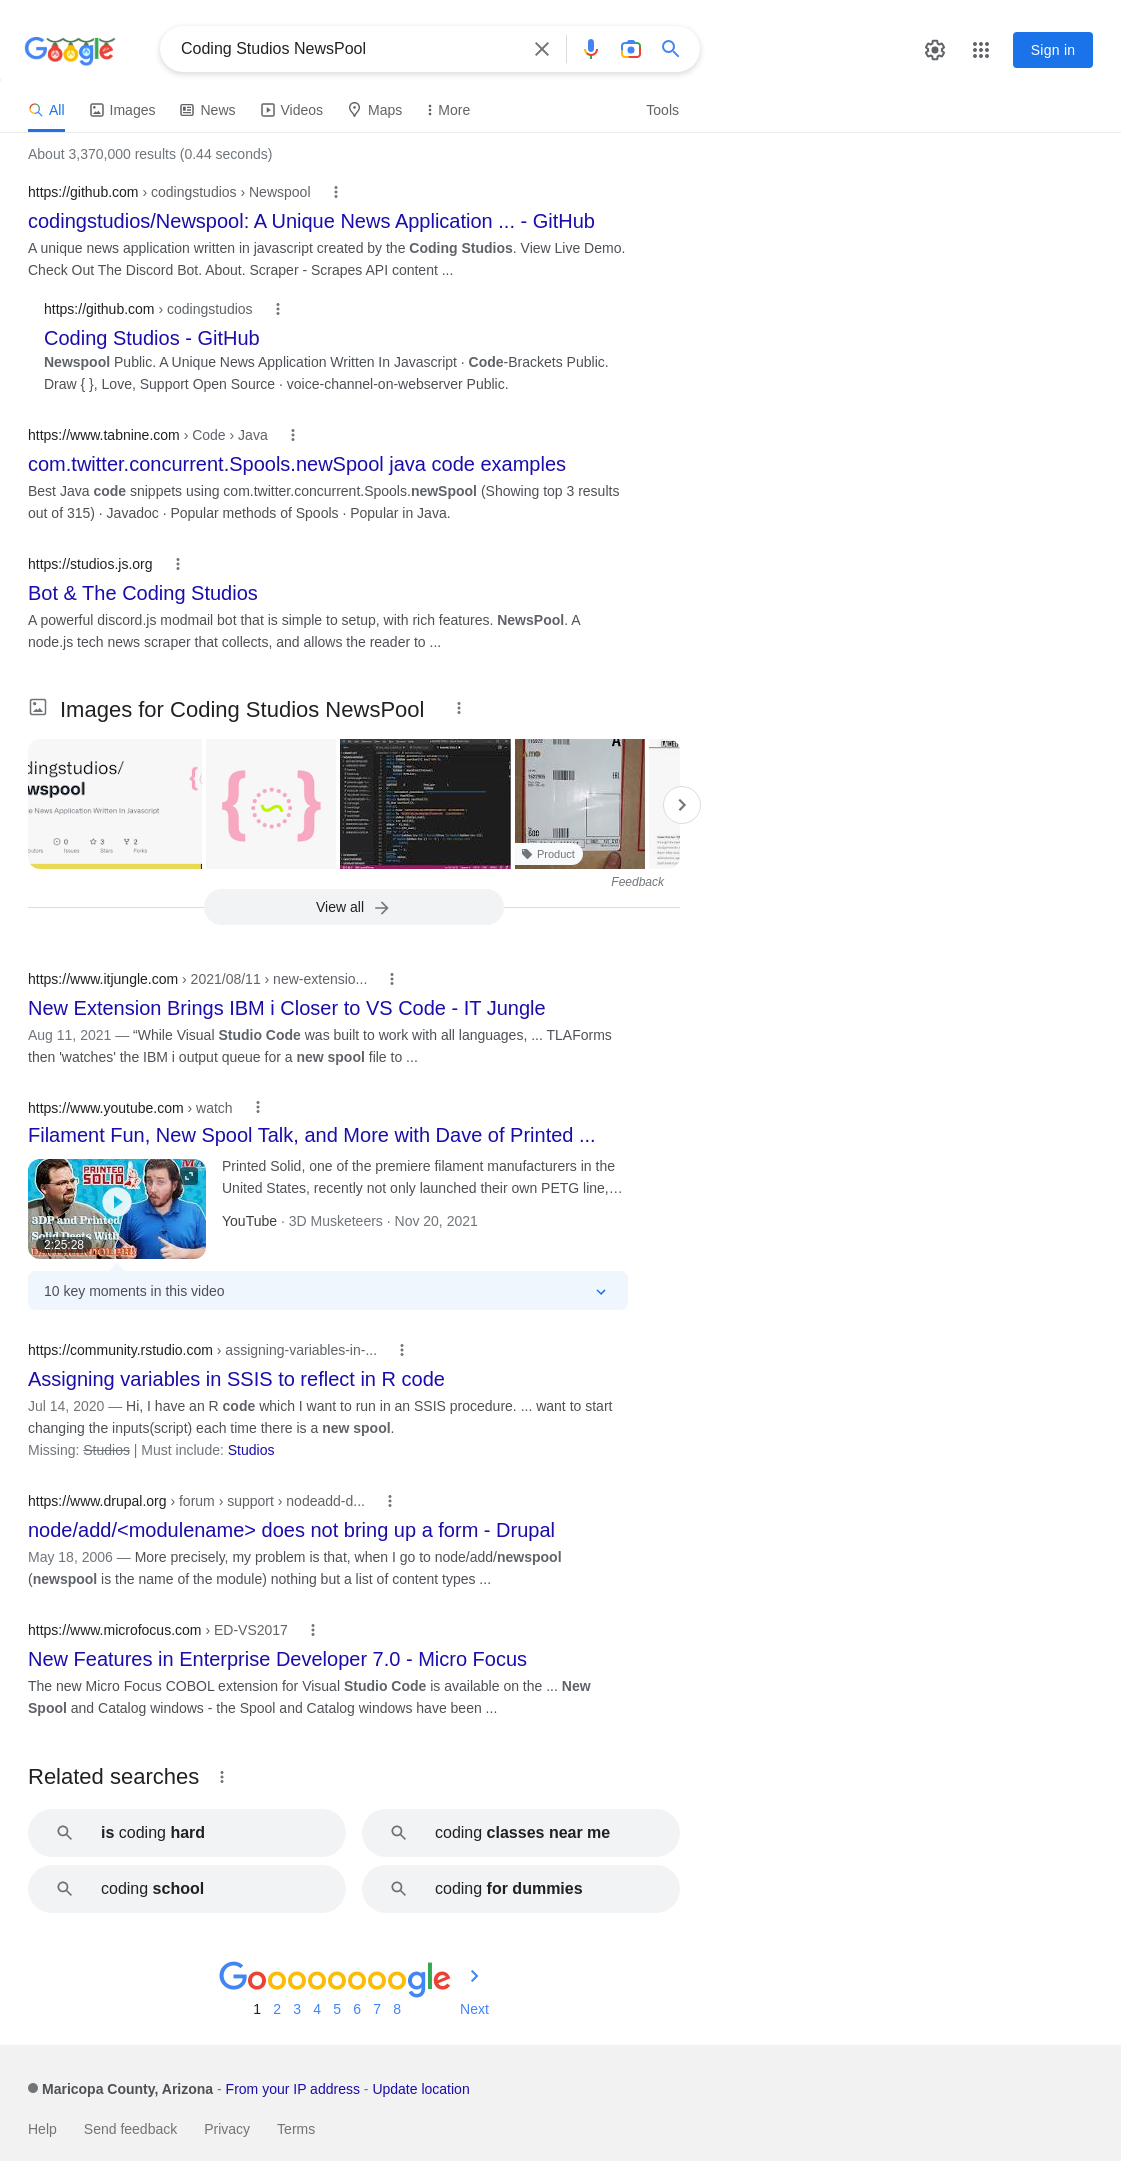 Google
Coding Studios NewsPool
Sign in
All
Images
News
Videos
Maps
More
Tools
About 3,370,000 results (0.44 seconds)
https://github.com › codingstudios › Newspool
codingstudios/Newspool: A Unique News Application ... - GitHub
A unique news application written in javascript created by the Coding Studios. View Live Demo.
Check Out The Discord Bot. About. Scraper - Scrapes API content ...
https://github.com › codingstudios
Coding Studios - GitHub
Newspool Public. A Unique News Application Written In Javascript · Code-Brackets Public.
Draw { }, Love, Support Open Source · voice-channel-on-webserver Public.
https://www.tabnine.com › Code › Java
com.twitter.concurrent.Spools.newSpool java code examples
Best Java code snippets using com.twitter.concurrent.Spools.newSpool (Showing top 3 results
out of 315) · Javadoc · Popular methods of Spools · Popular in Java.
https://studios.js.org
Bot & The Coding Studios
A powerful discord.js modmail bot that is simple to setup, with rich features. NewsPool. A
node.js tech news scraper that collects, and allows the reader to ...
Images for Coding Studios NewsPool
dingstudios/
wspool
e News Application Written In Javascript
0
3
2
Issues
Stars
Forks
Product
Feedback
View all
https://www.itjungle.com › 2021/08/11 › new-extensio...
New Extension Brings IBM i Closer to VS Code - IT Jungle
Aug 11, 2021 — “While Visual Studio Code was built to work with all languages, ... TLAForms
then 'watches' the IBM i output queue for a new spool file to ...
https://www.youtube.com › watch
Filament Fun, New Spool Talk, and More with Dave of Printed ...
PRINTED
SOLID
3DP and Printed
Solid Deets With
2:25:28
Printed Solid, one of the premiere filament manufacturers in the
United States, recently not only launched their own PETG line,…
YouTube · 3D Musketeers · Nov 20, 2021
10 key moments in this video
https://community.rstudio.com › assigning-variables-in-...
Assigning variables in SSIS to reflect in R code
Jul 14, 2020 — Hi, I have an R code which I want to run in an SSIS procedure. ... want to start
changing the inputs(script) each time there is a new spool.
Missing: Studios | Must include: Studios
https://www.drupal.org › forum › support › nodeadd-d...
node/add/<modulename> does not bring up a form - Drupal
May 18, 2006 — More precisely, my problem is that, when I go to node/add/newspool
(newspool is the name of the module) nothing but a list of content types ...
https://www.microfocus.com › ED-VS2017
New Features in Enterprise Developer 7.0 - Micro Focus
The new Micro Focus COBOL extension for Visual Studio Code is available on the ... New
Spool and Catalog windows - the Spool and Catalog windows have been ...
Related searches
is coding hard
coding classes near me
coding school
coding for dummies
Goooooooogle
1 2 3 4 5 6 7 8 Next
Maricopa County, Arizona - From your IP address - Update location
Help Send feedback Privacy Terms